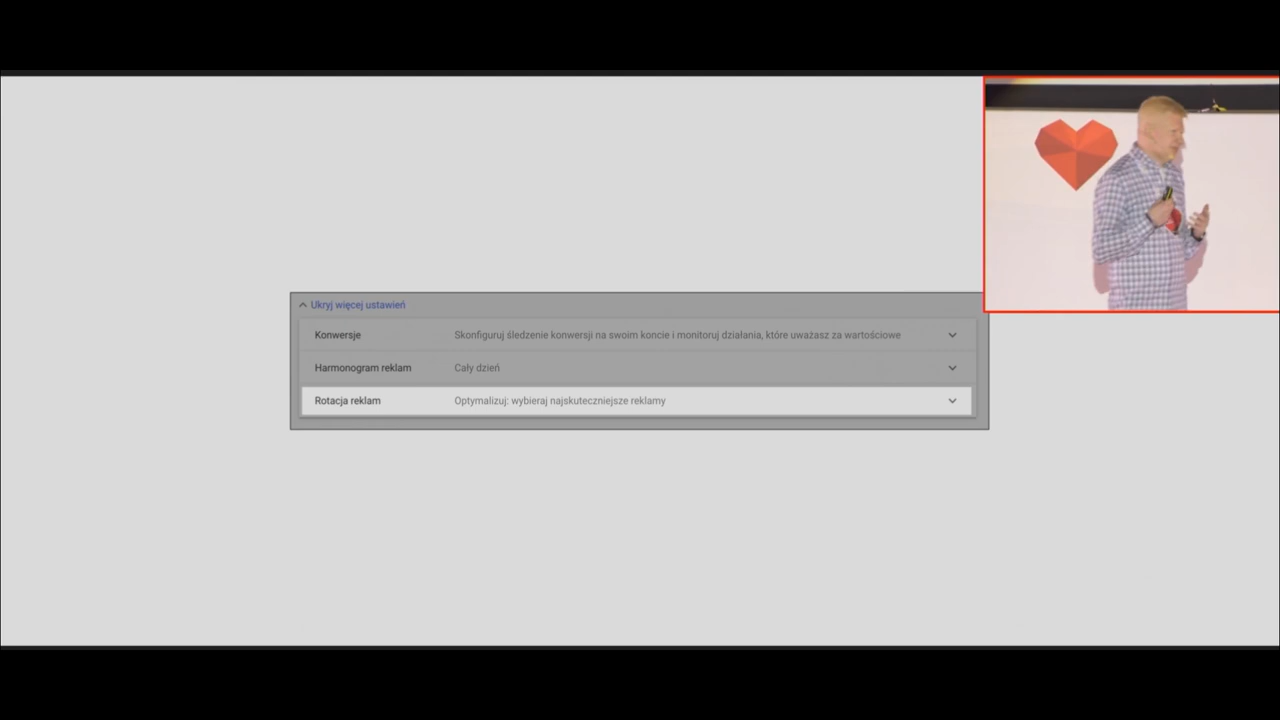 Ukryj więcej ustawień
Konwersje Skonfiguruj śledzenie konwersji na swoim koncie i monitoruj działania, które uważasz za wartościowe
Harmonogram reklam Cały dzień
Rotacja reklam Optymalizuj: wybieraj najskuteczniejsze reklamy